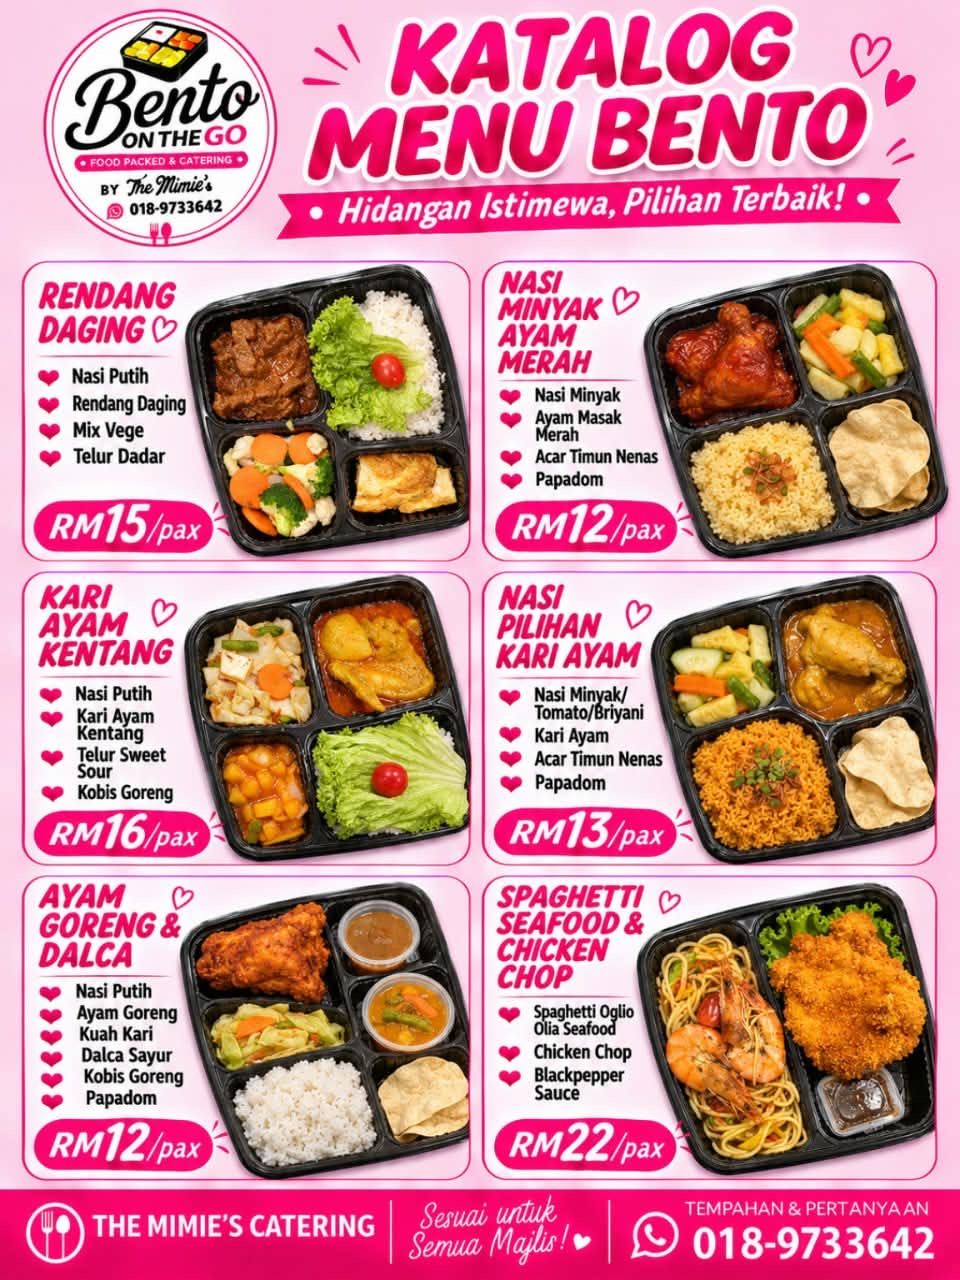 Bento
ON THE GO
• FOOD PACKED & CATERING •
BY The Mimie's
018-9733642
KATALOG
MENU BENTO
• Hidangan Istimewa, Pilihan Terbaik! •
RENDANG
DAGING
Nasi Putih
Rendang Daging
Mix Vege
Telur Dadar
RM15/pax
NASI
MINYAK
AYAM
MERAH
Nasi Minyak
Ayam Masak
Merah
Acar Timun Nenas
Papadom
RM12/pax
KARI
AYAM
KENTANG
Nasi Putih
Kari Ayam
Kentang
Telur Sweet
Sour
Kobis Goreng
RM16/pax
NASI
PILIHAN
KARI AYAM
Nasi Minyak/
Tomato/Briyani
Kari Ayam
Acar Timun Nenas
Papadom
RM13/pax
AYAM
GORENG &
DALCA
Nasi Putih
Ayam Goreng
Kuah Kari
Dalca Sayur
Kobis Goreng
Papadom
RM12/pax
SPAGHETTI
SEAFOOD &
CHICKEN
CHOP
Spaghetti Oglio
Olia Seafood
Chicken Chop
Blackpepper
Sauce
RM22/pax
THE MIMIE'S CATERING
Sesuai untuk
Semua Majlis!
TEMPAHAN & PERTANYAAN
018-9733642